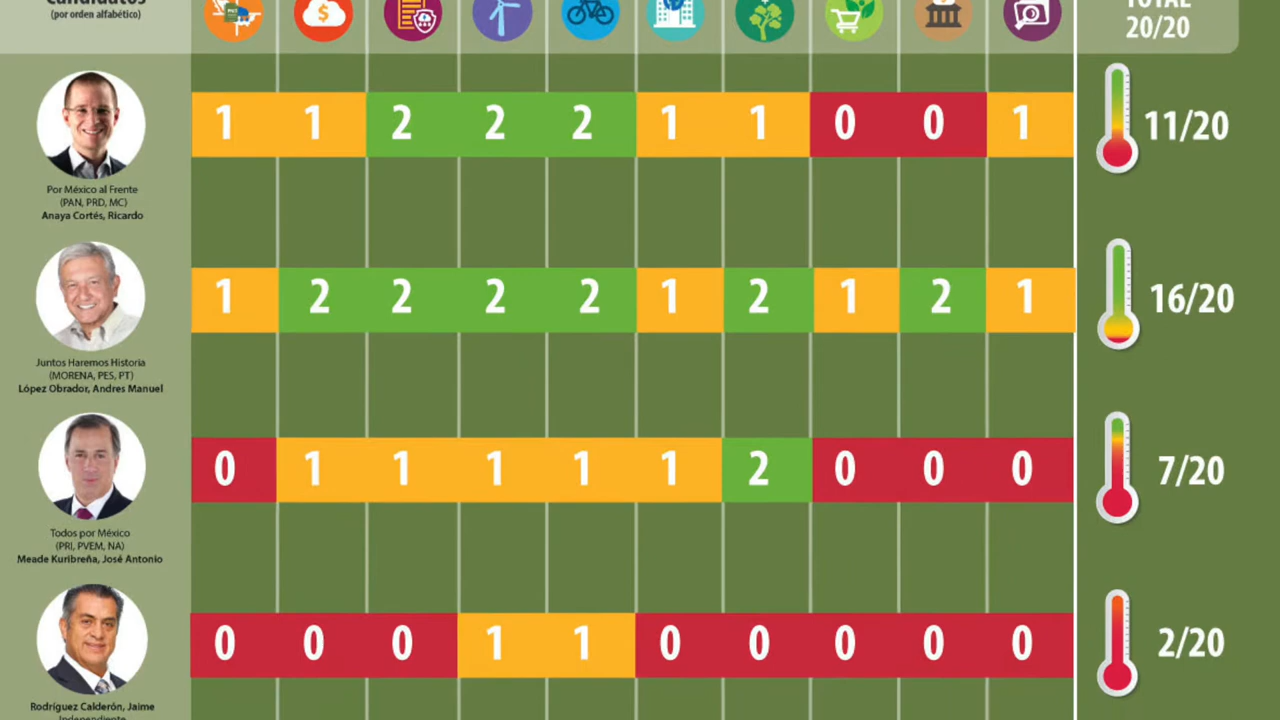 Candidatos
(por orden alfabético)
TOTAL
20/20
1 1 2 2 2 1 1 0 0 1
11/20
Por México al Frente
(PAN, PRD, MC)
Anaya Cortés, Ricardo
1 2 2 2 2 1 2 1 2 1
16/20
Juntos Haremos Historia
(MORENA, PES, PT)
López Obrador, Andres Manuel
0 1 1 1 1 1 2 0 0 0
7/20
Todos por México
(PRI, PVEM, NA)
Meade Kuribreña, José Antonio
0 0 0 1 1 0 0 0 0 0
2/20
Rodríguez Calderón, Jaime
Independiente